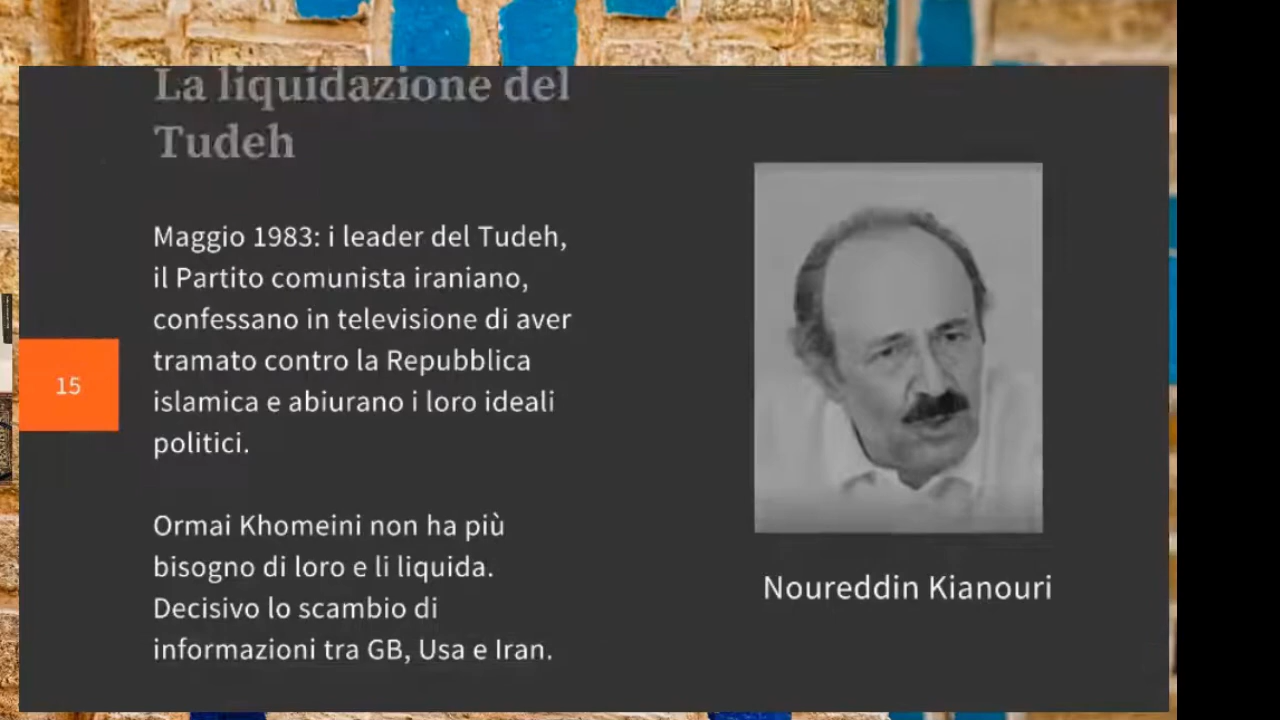 La liquidazione del
Tudeh
Maggio 1983: i leader del Tudeh,
il Partito comunista iraniano,
confessano in televisione di aver
tramato contro la Repubblica
islamica e abiurano i loro ideali
politici.
15
Ormai Khomeini non ha più
bisogno di loro e li liquida.
Decisivo lo scambio di
informazioni tra GB, Usa e Iran.
Noureddin Kianouri